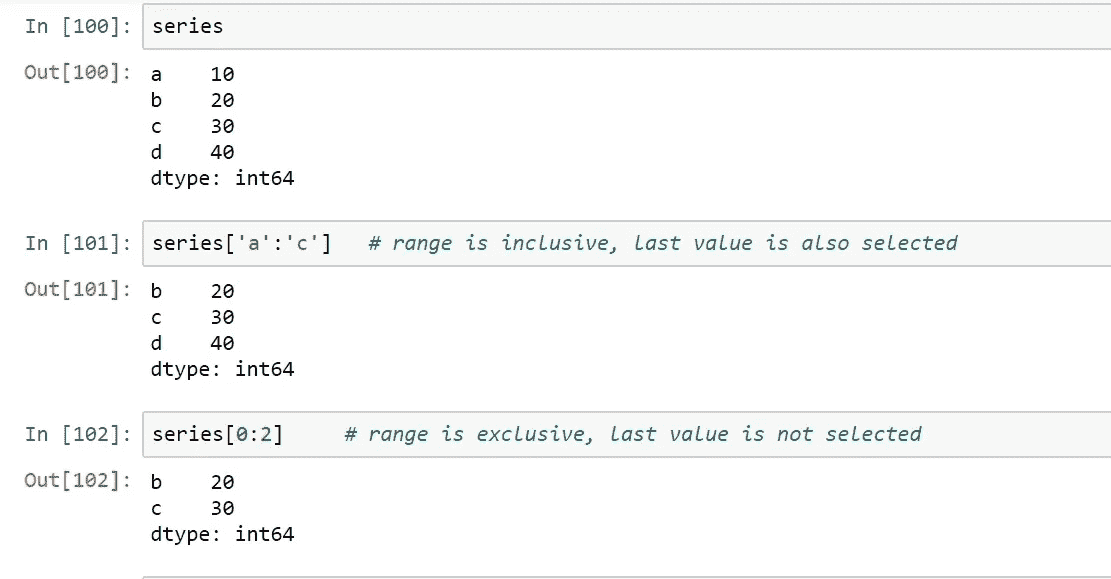 In [100]: series
Out[100]: a    10
b    20
c    30
d    40
dtype: int64
In [101]: series['a':'c']   # range is inclusive, last value is also selected
Out[101]: b    20
c    30
d    40
dtype: int64
In [102]: series[0:2]     # range is exclusive, last value is not selected
Out[102]: b    20
c    30
dtype: int64